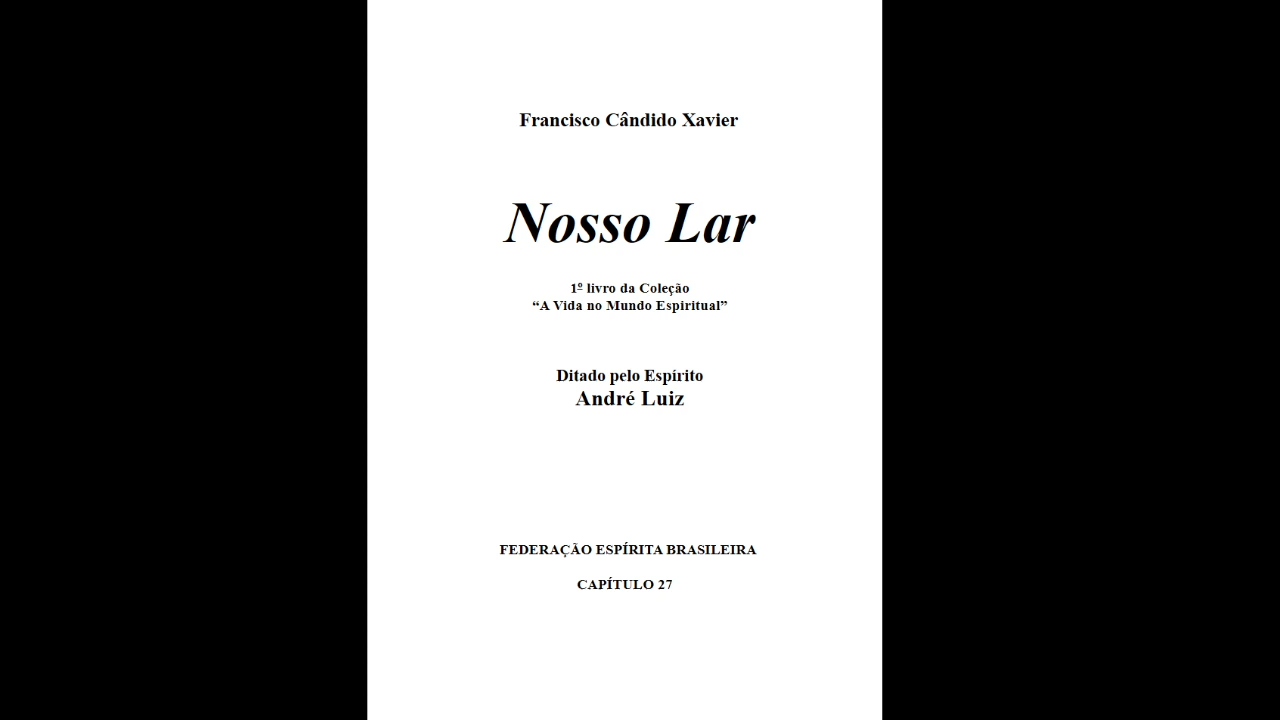 Francisco Cândido Xavier
Nosso Lar
1º livro da Coleção
“A Vida no Mundo Espiritual”
Ditado pelo Espírito
André Luiz
FEDERAÇÃO ESPÍRITA BRASILEIRA
CAPÍTULO 27